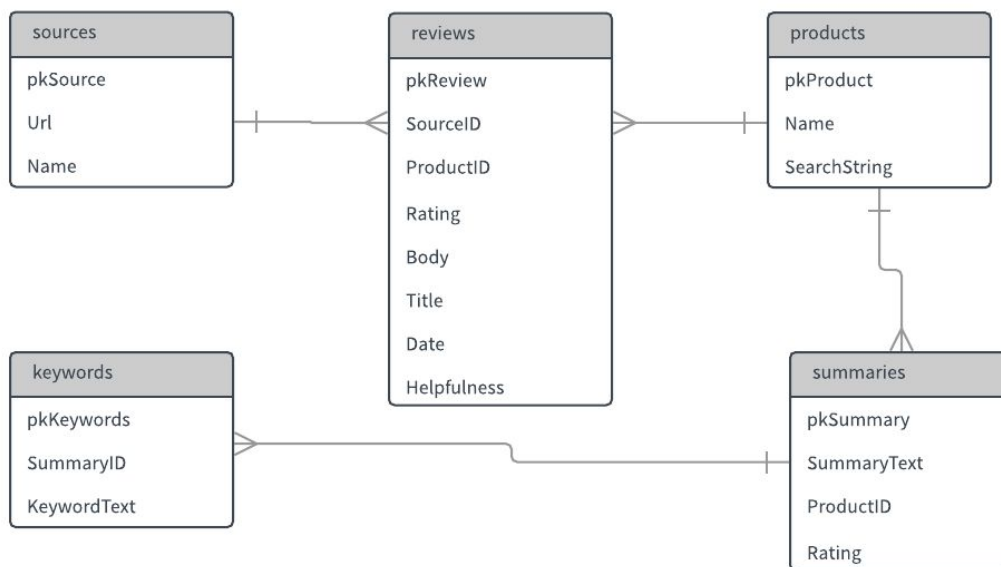 sources
pkSource
Url
Name
reviews
pkReview
SourceID
ProductID
Rating
Body
Title
Date
Helpfulness
products
pkProduct
Name
SearchString
keywords
pkKeywords
SummaryID
KeywordText
summaries
pkSummary
SummaryText
ProductID
Rating